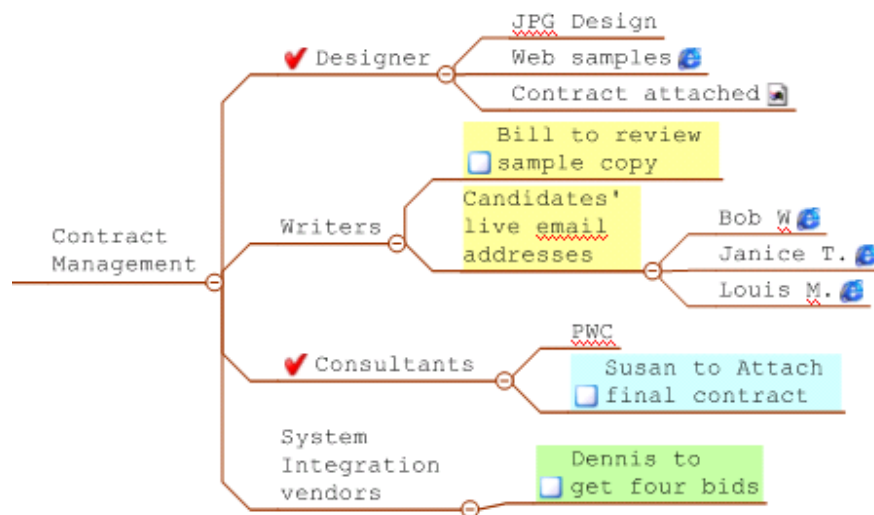 JPG Design
Designer
Web samples
Contract attached
Bill to review
sample copy
Writers
Candidates'
live email
addresses
Bob W
Janice T.
Louis M.
Contract
Management
PWC
Consultants
Susan to Attach
final contract
System
Integration
vendors
Dennis to
get four bids